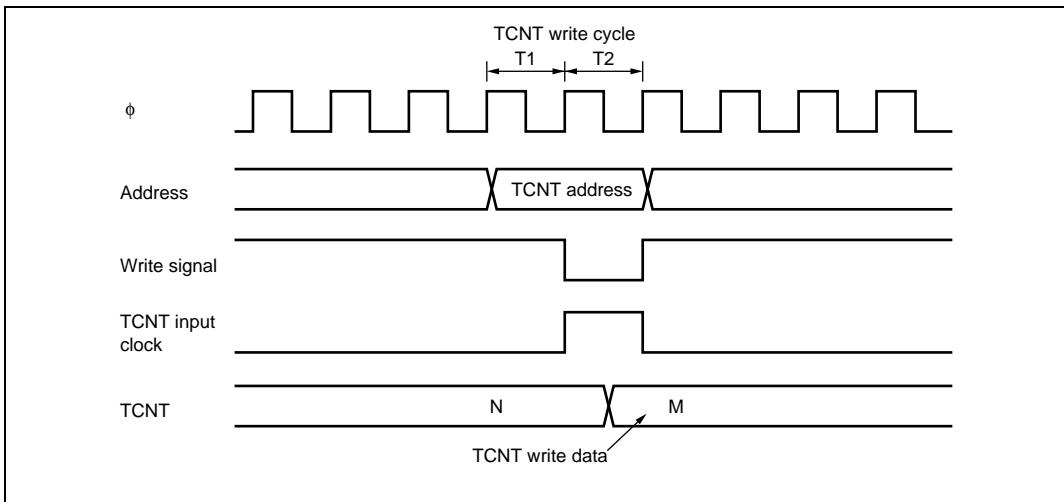 TCNT write cycle
T1 T2
ϕ
Address
TCNT address
Write signal
TCNT input
clock
TCNT
N M
TCNT write data